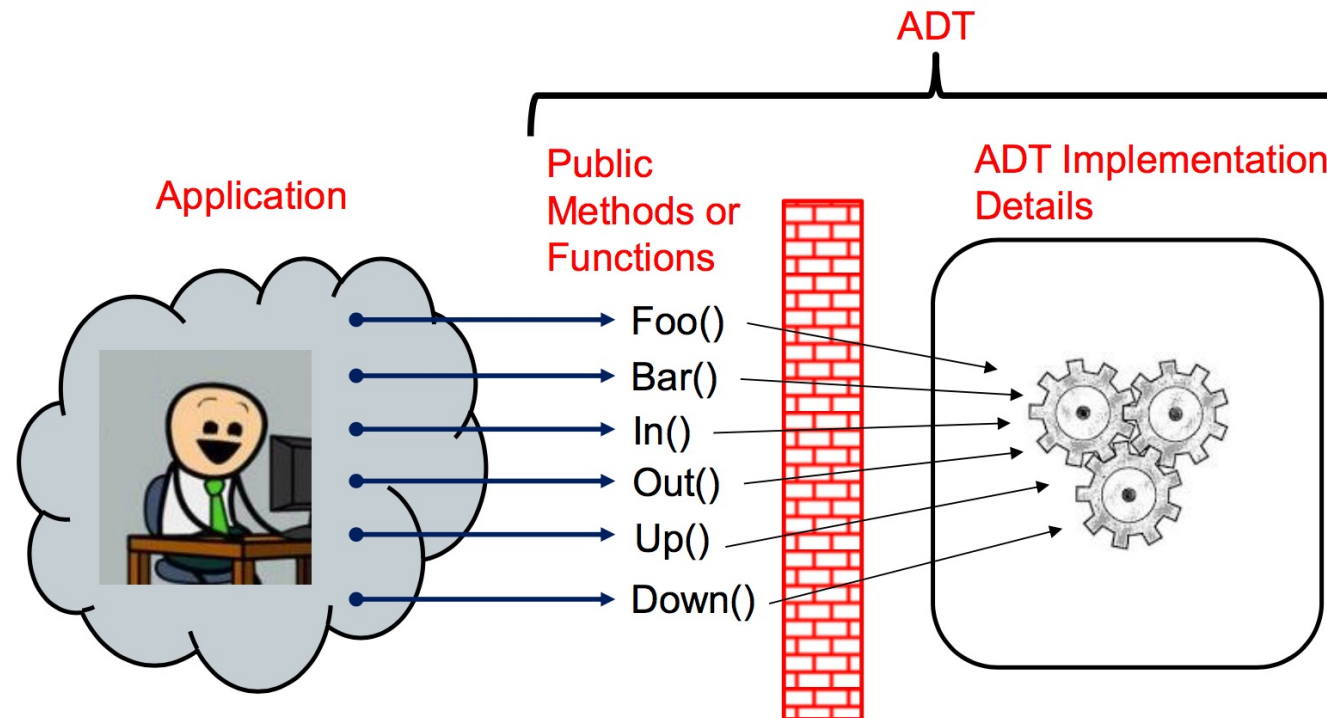 ADT
Application
Public
Methods or
Functions
ADT Implementation
Details
Foo()
Bar()
In()
Out()
Up()
Down()